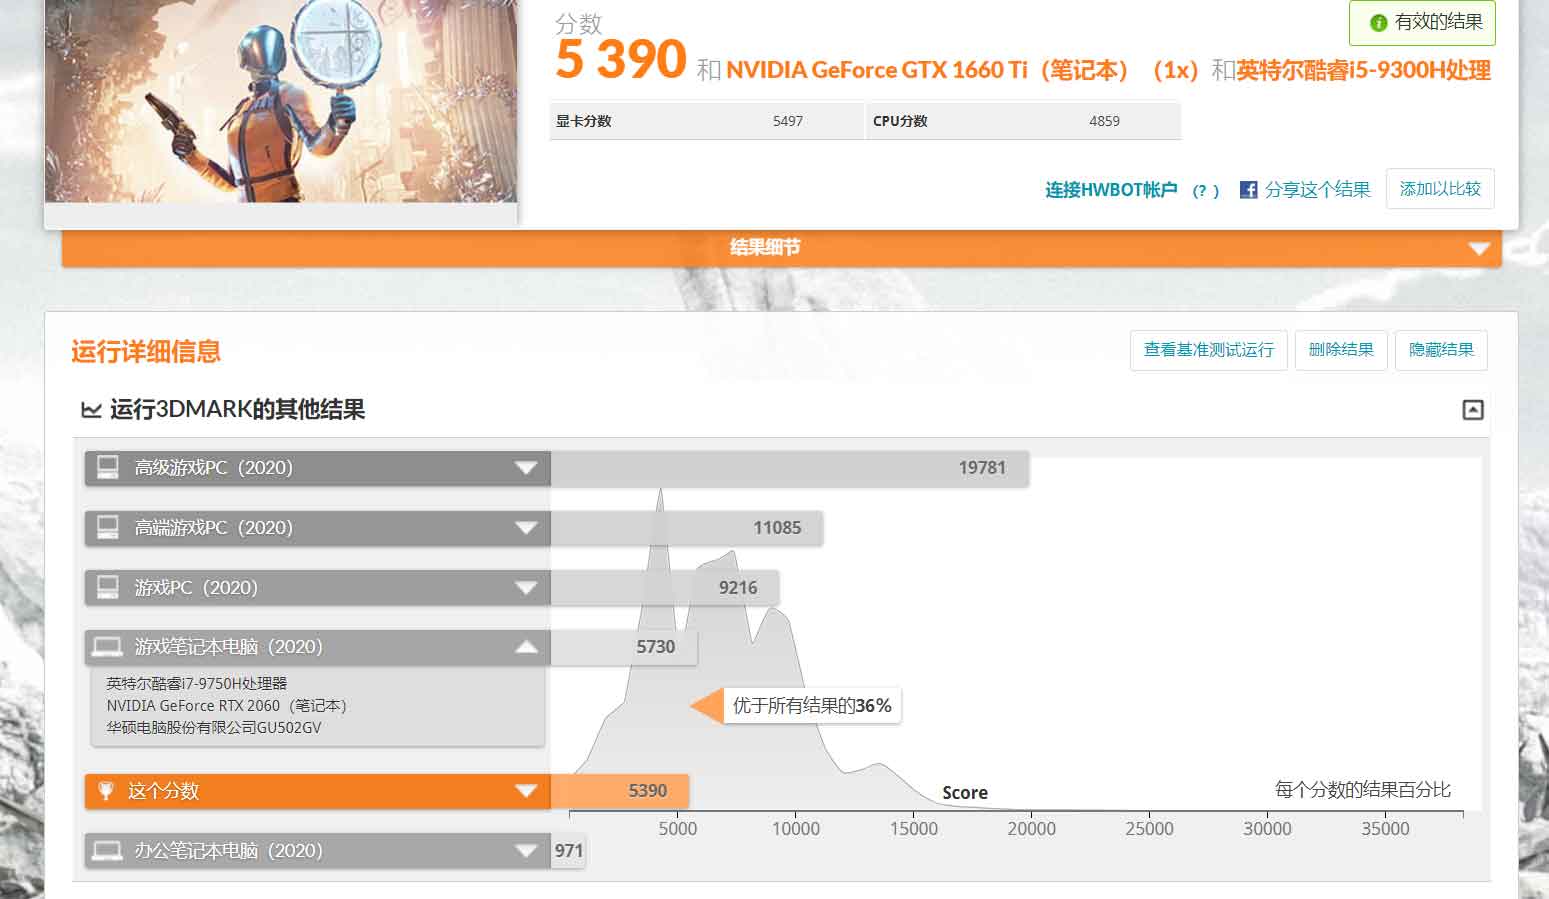 分数
有效的结果
5 390 和 NVIDIA GeForce GTX 1660 Ti（笔记本）（1x）和英特尔酷睿i5-9300H处理
显卡分数 5497 CPU分数 4859
连接HWBOT帐户 （? ） 分享这个结果 添加以比较
结果细节
运行详细信息
查看基准测试运行 删除结果 隐藏结果
运行3DMARK的其他结果
高级游戏PC（2020） 19781
高端游戏PC（2020） 11085
游戏PC（2020） 9216
游戏笔记本电脑（2020） 5730
英特尔酷睿i7-9750H处理器
NVIDIA GeForce RTX 2060（笔记本）
华硕电脑股份有限公司GU502GV
优于所有结果的36%
这个分数 5390
Score 每个分数的结果百分比
5000 10000 15000 20000 25000 30000 35000
办公笔记本电脑（2020） 971